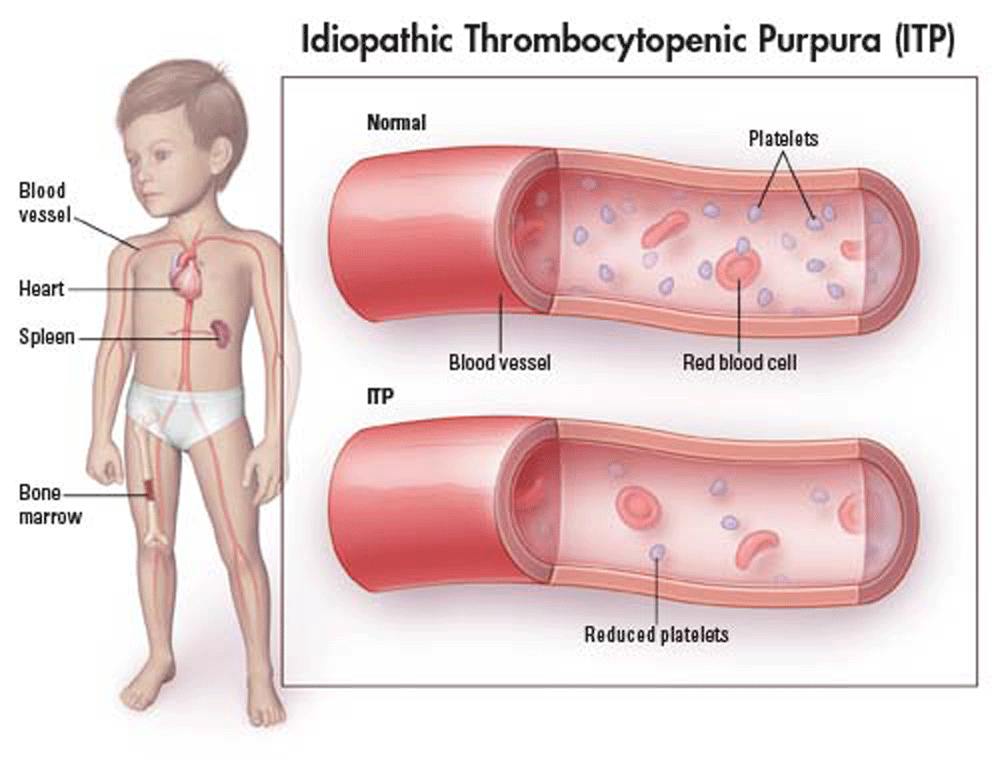 Idiopathic Thrombocytopenic Purpura (ITP)
Normal
Platelets
Blood
vessel
Heart
Spleen
Blood vessel
Red blood cell
ITP
Bone
marrow
Reduced platelets